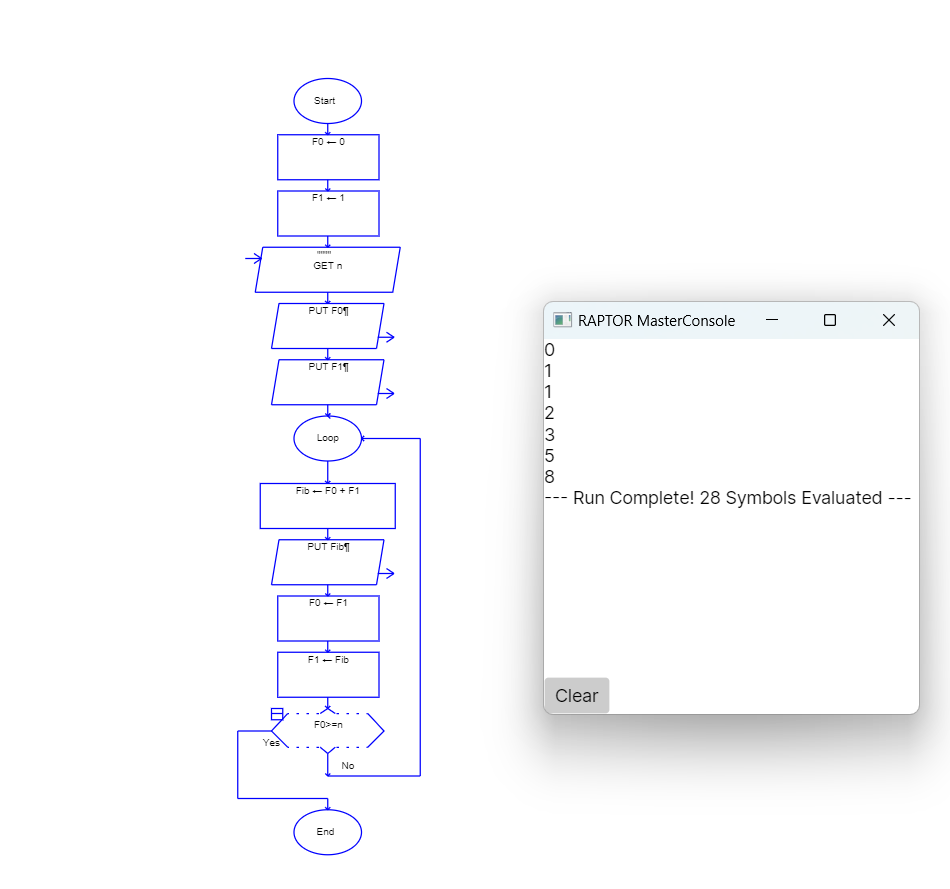 Start
F0 ← 0
F1 ← 1
""""
GET n
PUT F0¶
PUT F1¶
Loop
Fib ← F0 + F1
PUT Fib¶
F0 ← F1
F1 ← Fib
F0>=n
Yes
No
End
RAPTOR MasterConsole
0
1
1
2
3
5
8
--- Run Complete! 28 Symbols Evaluated ---
Clear